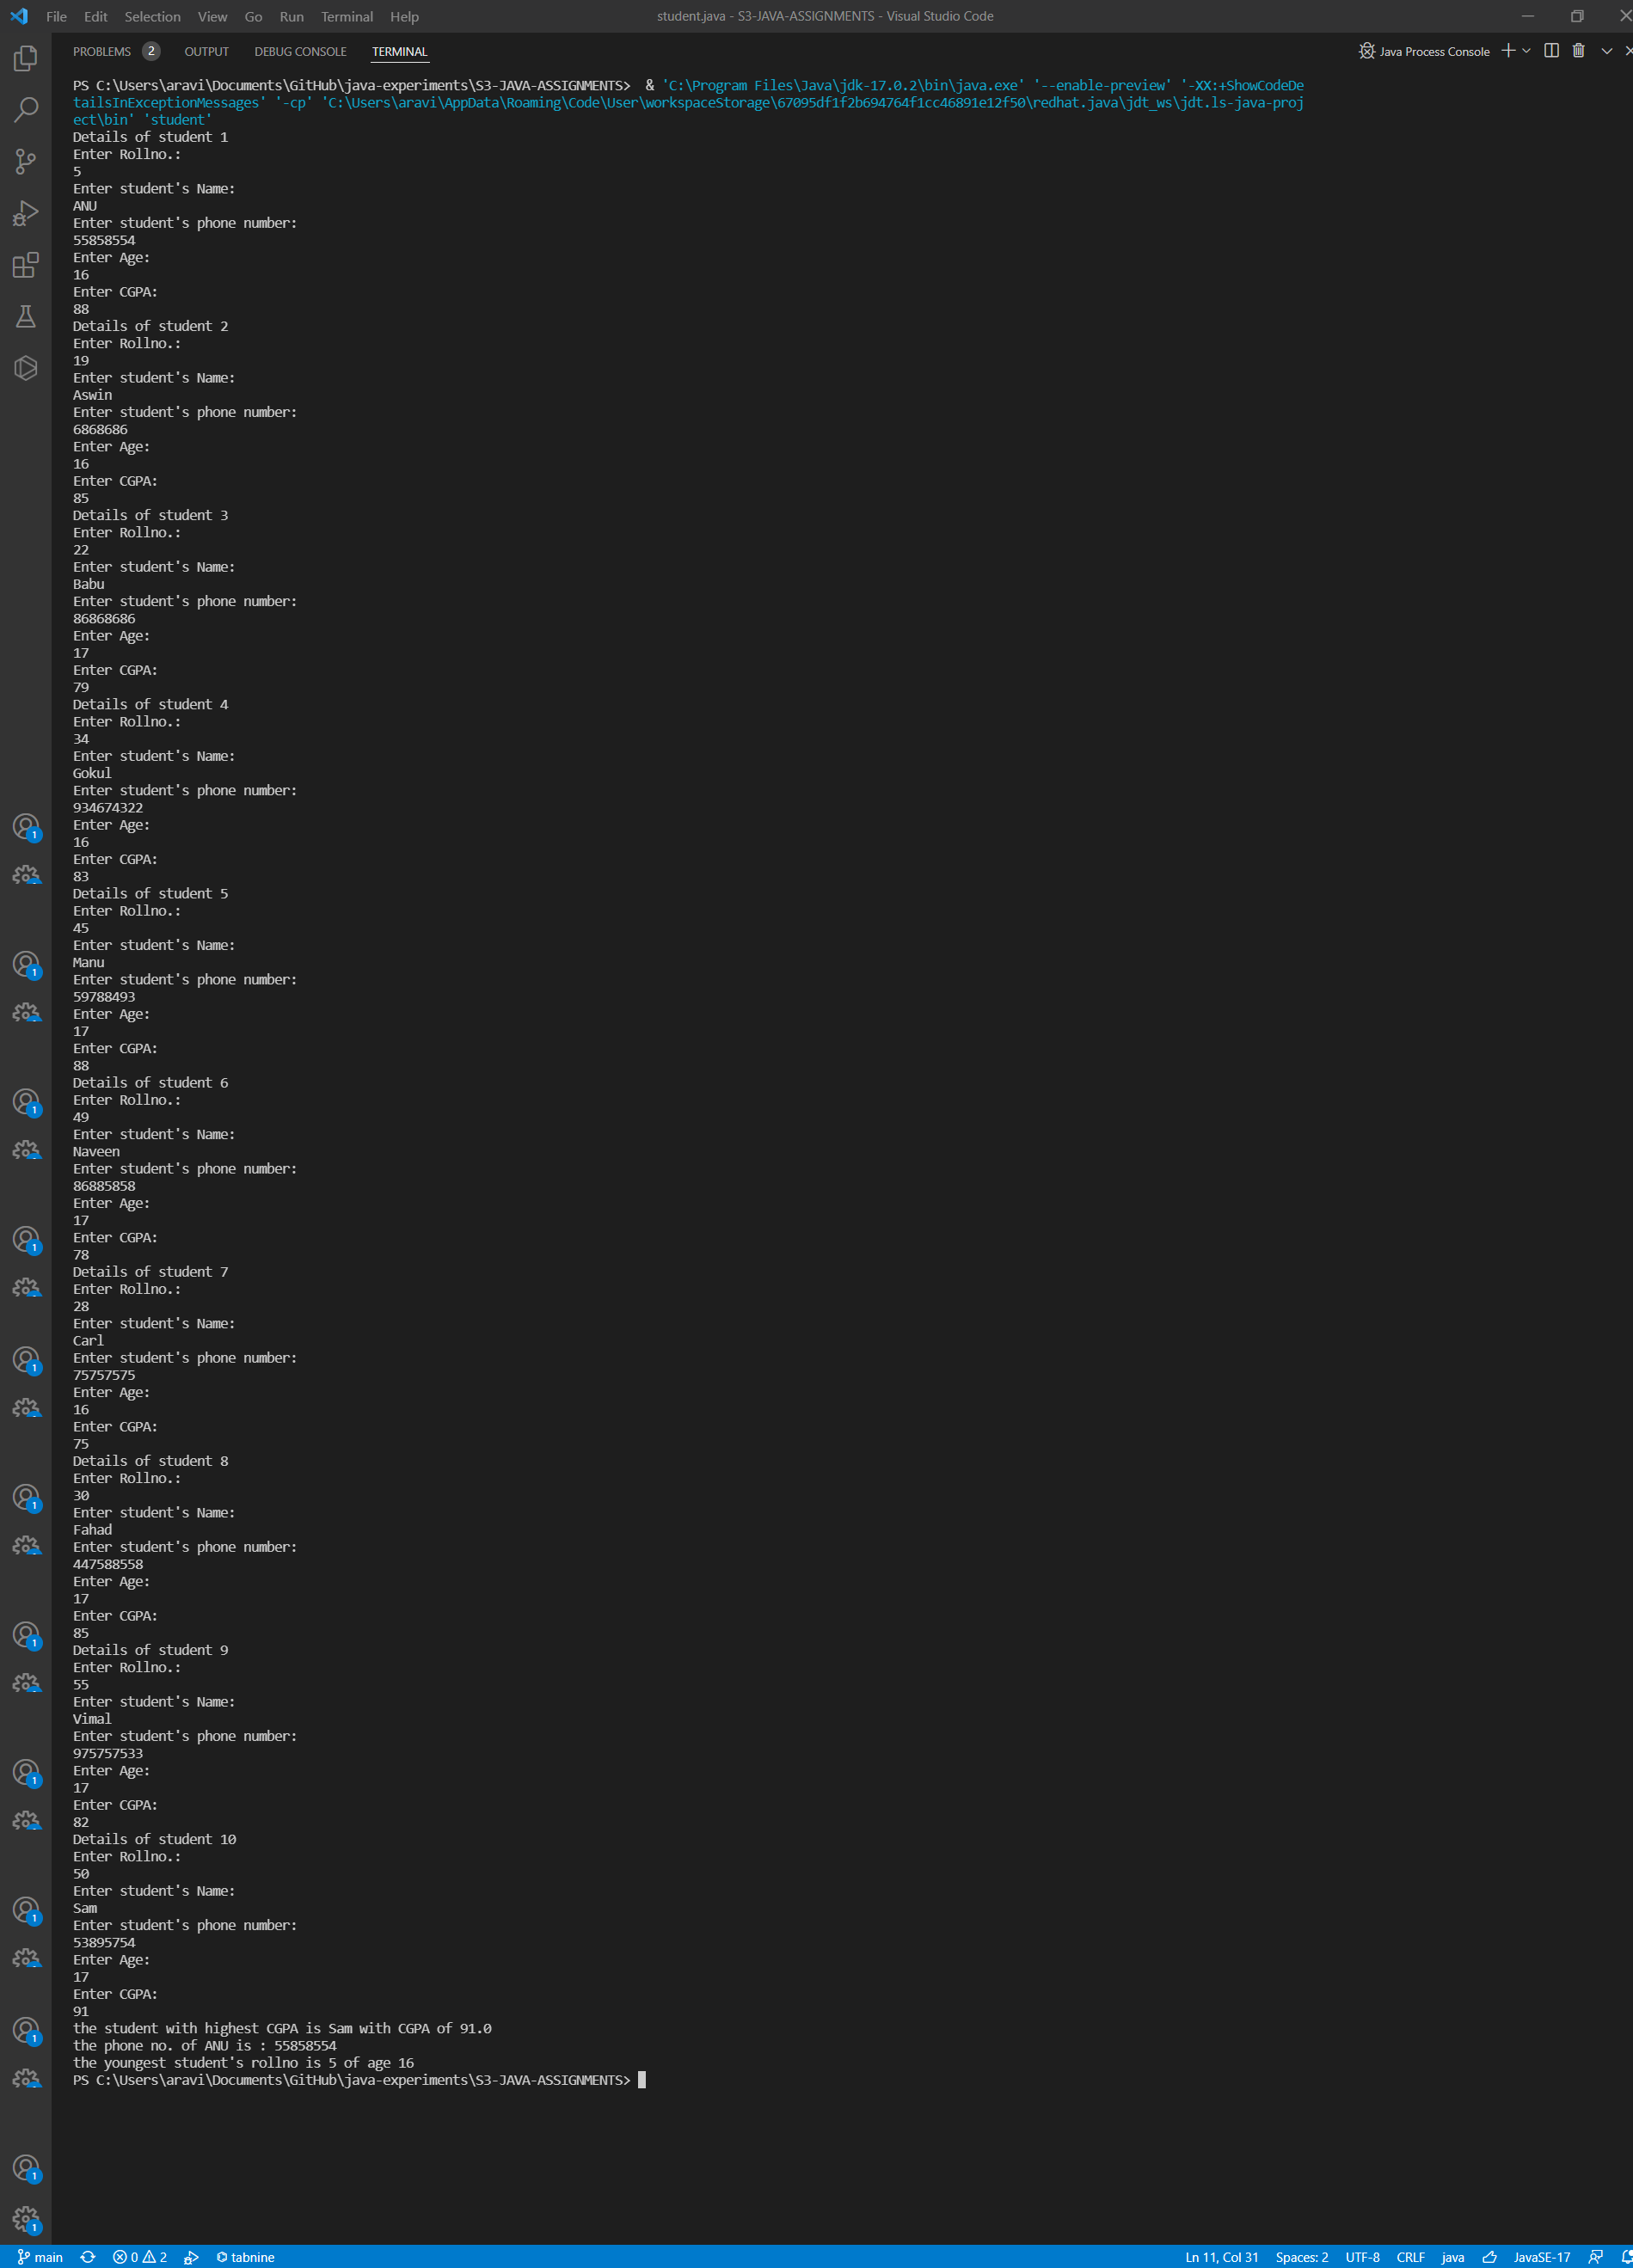 File Edit Selection View Go Run Terminal Help student.java - S3-JAVA-ASSIGNMENTS - Visual Studio Code
PROBLEMS 2 OUTPUT DEBUG CONSOLE TERMINAL Java Process Console
PS C:\Users\aravi\Documents\GitHub\java-experiments\S3-JAVA-ASSIGNMENTS> & 'C:\Program Files\Java\jdk-17.0.2\bin\java.exe' '--enable-preview' '-XX:+ShowCodeDe
tailsInExceptionMessages' '-cp' 'C:\Users\aravi\AppData\Roaming\Code\User\workspaceStorage\67095df1f2b694764f1cc46891e12f50\redhat.java\jdt_ws\jdt.ls-java-proj
ect\bin' 'student'
Details of student 1
Enter Rollno.:
5
Enter student's Name:
ANU
Enter student's phone number:
55858554
Enter Age:
16
Enter CGPA:
88
Details of student 2
Enter Rollno.:
19
Enter student's Name:
Aswin
Enter student's phone number:
6868686
Enter Age:
16
Enter CGPA:
85
Details of student 3
Enter Rollno.:
22
Enter student's Name:
Babu
Enter student's phone number:
86868686
Enter Age:
17
Enter CGPA:
79
Details of student 4
Enter Rollno.:
34
Enter student's Name:
Gokul
Enter student's phone number:
934674322
Enter Age:
16
Enter CGPA:
83
Details of student 5
Enter Rollno.:
45
Enter student's Name:
Manu
Enter student's phone number:
59788493
Enter Age:
17
Enter CGPA:
88
Details of student 6
Enter Rollno.:
49
Enter student's Name:
Naveen
Enter student's phone number:
86885858
Enter Age:
17
Enter CGPA:
78
Details of student 7
Enter Rollno.:
28
Enter student's Name:
Carl
Enter student's phone number:
75757575
Enter Age:
16
Enter CGPA:
75
Details of student 8
Enter Rollno.:
30
Enter student's Name:
Fahad
Enter student's phone number:
447588558
Enter Age:
17
Enter CGPA:
85
Details of student 9
Enter Rollno.:
55
Enter student's Name:
Vimal
Enter student's phone number:
975757533
Enter Age:
17
Enter CGPA:
82
Details of student 10
Enter Rollno.:
50
Enter student's Name:
Sam
Enter student's phone number:
53895754
Enter Age:
17
Enter CGPA:
91
the student with highest CGPA is Sam with CGPA of 91.0
the phone no. of ANU is : 55858554
the youngest student's rollno is 5 of age 16
PS C:\Users\aravi\Documents\GitHub\java-experiments\S3-JAVA-ASSIGNMENTS>
1
1
1
1
1
1
1
1
1
1
1
1
main 0 2 tabnine Ln 11, Col 31 Spaces: 2 UTF-8 CRLF java JavaSE-17